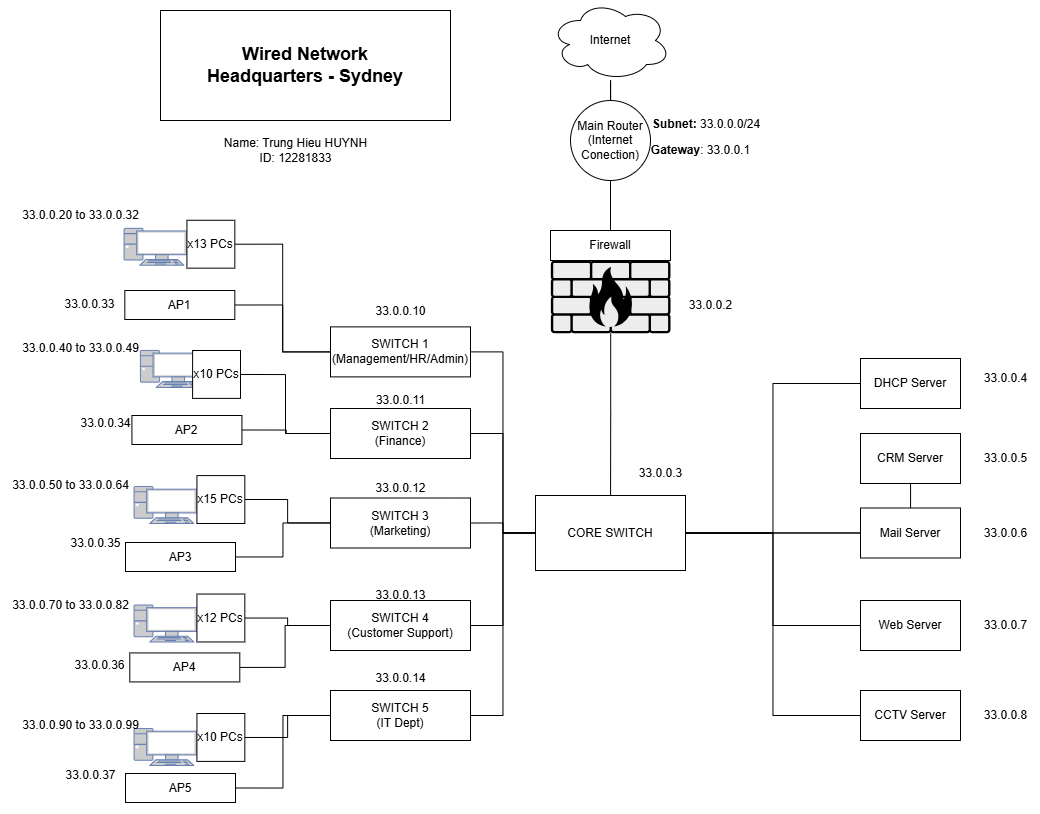 Wired Network
Headquarters - Sydney
Name: Trung Hieu HUYNH
ID: 12281833
Internet
Main Router
(Internet
Conection)
Subnet: 33.0.0.0/24
Gateway: 33.0.0.1
Firewall
33.0.0.2
33.0.0.20 to 33.0.0.32
x13 PCs
33.0.0.33
AP1
33.0.0.10
SWITCH 1
(Management/HR/Admin)
33.0.0.40 to 33.0.0.49
x10 PCs
33.0.0.34
AP2
33.0.0.11
SWITCH 2
(Finance)
33.0.0.50 to 33.0.0.64
x15 PCs
33.0.0.35
AP3
33.0.0.12
SWITCH 3
(Marketing)
33.0.0.70 to 33.0.0.82
x12 PCs
33.0.0.36
AP4
33.0.0.13
SWITCH 4
(Customer Support)
33.0.0.90 to 33.0.0.99
x10 PCs
33.0.0.37
AP5
33.0.0.14
SWITCH 5
(IT Dept)
33.0.0.3
CORE SWITCH
DHCP Server
33.0.0.4
CRM Server
33.0.0.5
Mail Server
33.0.0.6
Web Server
33.0.0.7
CCTV Server
33.0.0.8